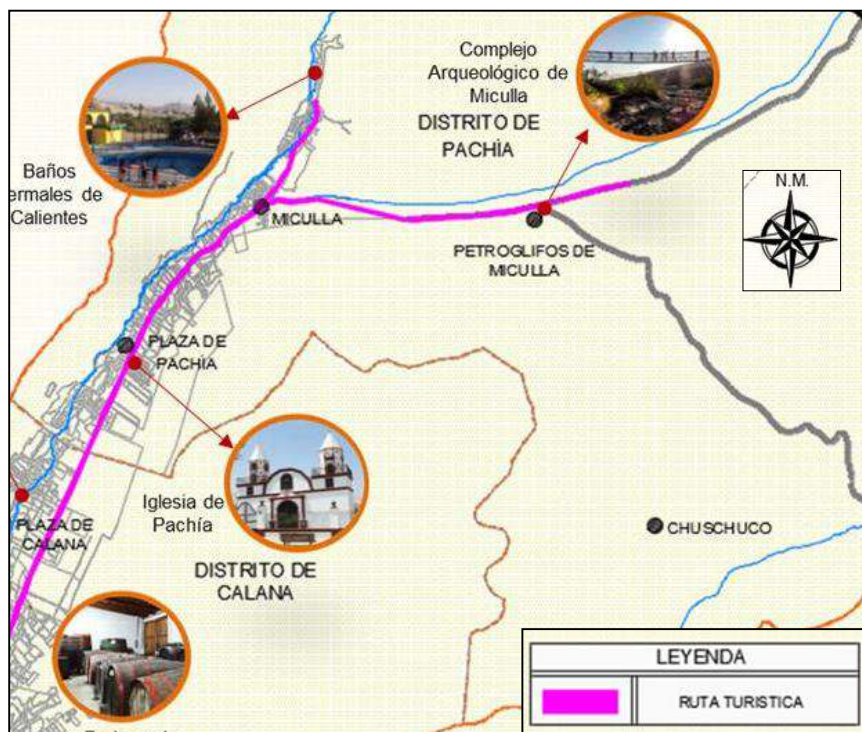 Complejo
Arqueológico de
Miculla
DISTRITO DE
PACHÍA
Baños
ermales de
Calientes
N.M.
MICULLA
PETROGLIFOS DE
MICULLA
PLAZA DE
PACHÍA
Iglesia de
Pachía
PLAZA DE
CALANA
CHUSCHUCO
DISTRITO DE
CALANA
LEYENDA
RUTA TURISTICA